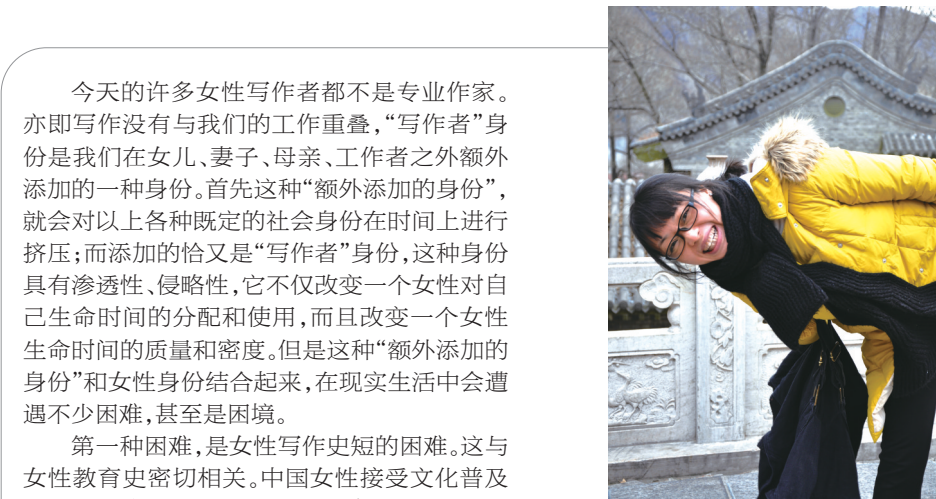 今天的许多女性写作者都不是专业作家。
亦即写作没有与我们的工作重叠，“写作者”身
份是我们在女儿、妻子、母亲、工作者之外额外
添加的一种身份。首先这种“额外添加的身份”，
就会对以上各种既定的社会身份在时间上进行
挤压；而添加的恰又是“写作者”身份，这种身份
具有渗透性、侵略性，它不仅改变一个女性对自
己生命时间的分配和使用，而且改变一个女性
生命时间的质量和密度。但是这种“额外添加的
身份”和女性身份结合起来，在现实生活中会遭
遇不少困难，甚至是困境。
第一种困难，是女性写作史短的困难。这与
女性教育史密切相关。中国女性接受文化普及